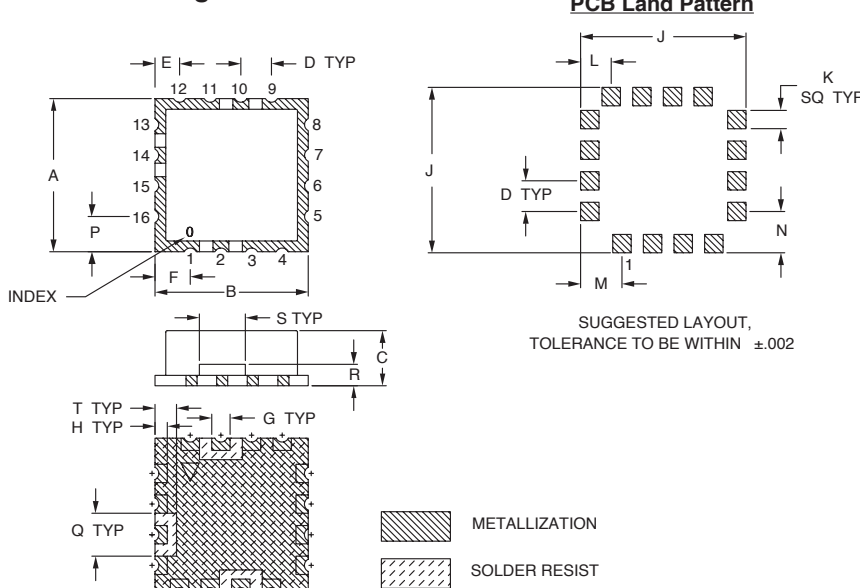 PCB Land Pattern
E
D TYP
12 11 10 9
13
14
15
16
8
7
6
5
A
P
0
1 2 3 4
F
B
INDEX
J
L
K
SQ TYP
J
D TYP
N
1
M
SUGGESTED LAYOUT,
TOLERANCE TO BE WITHIN ±.002
S TYP
C
R
T TYP
H TYP
G TYP
Q TYP
METALLIZATION
SOLDER RESIST